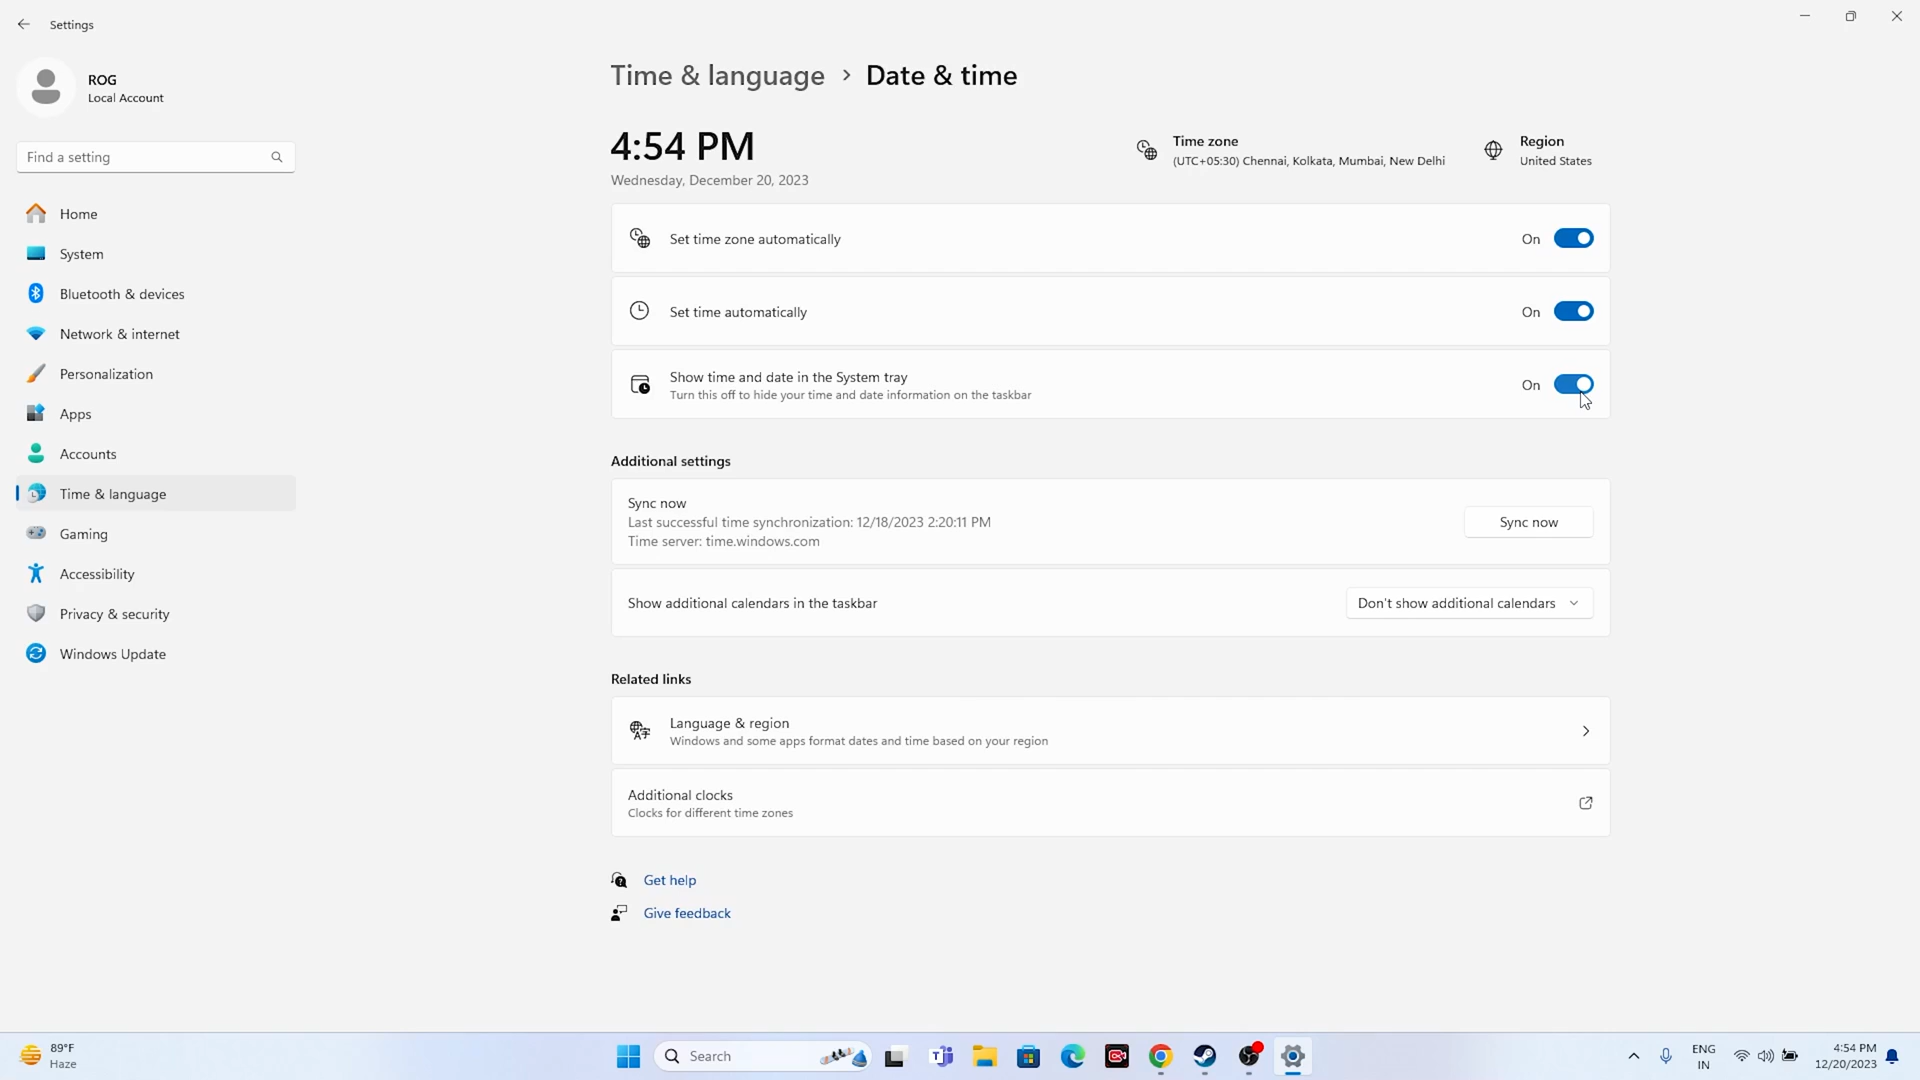 Settings
ROG
Local Account
Find a setting
Home
System
Bluetooth & devices
Network & internet
Personalization
Apps
Accounts
Time & language
Gaming
Accessibility
Privacy & security
Windows Update
Time & language > Date & time
4:54 PM
Wednesday, December 20, 2023
Time zone
(UTC+05:30) Chennai, Kolkata, Mumbai, New Delhi
Region
United States
Set time zone automatically
On
Set time automatically
On
Show time and date in the System tray
Turn this off to hide your time and date information on the taskbar
On
Additional settings
Sync now
Last successful time synchronization: 12/18/2023 2:20:11 PM
Time server: time.windows.com
Sync now
Show additional calendars in the taskbar
Don't show additional calendars
Related links
Language & region
Windows and some apps format dates and time based on your region
Additional clocks
Clocks for different time zones
Get help
Give feedback
89°F
Haze
Search
ENG
IN
4:54 PM
12/20/2023